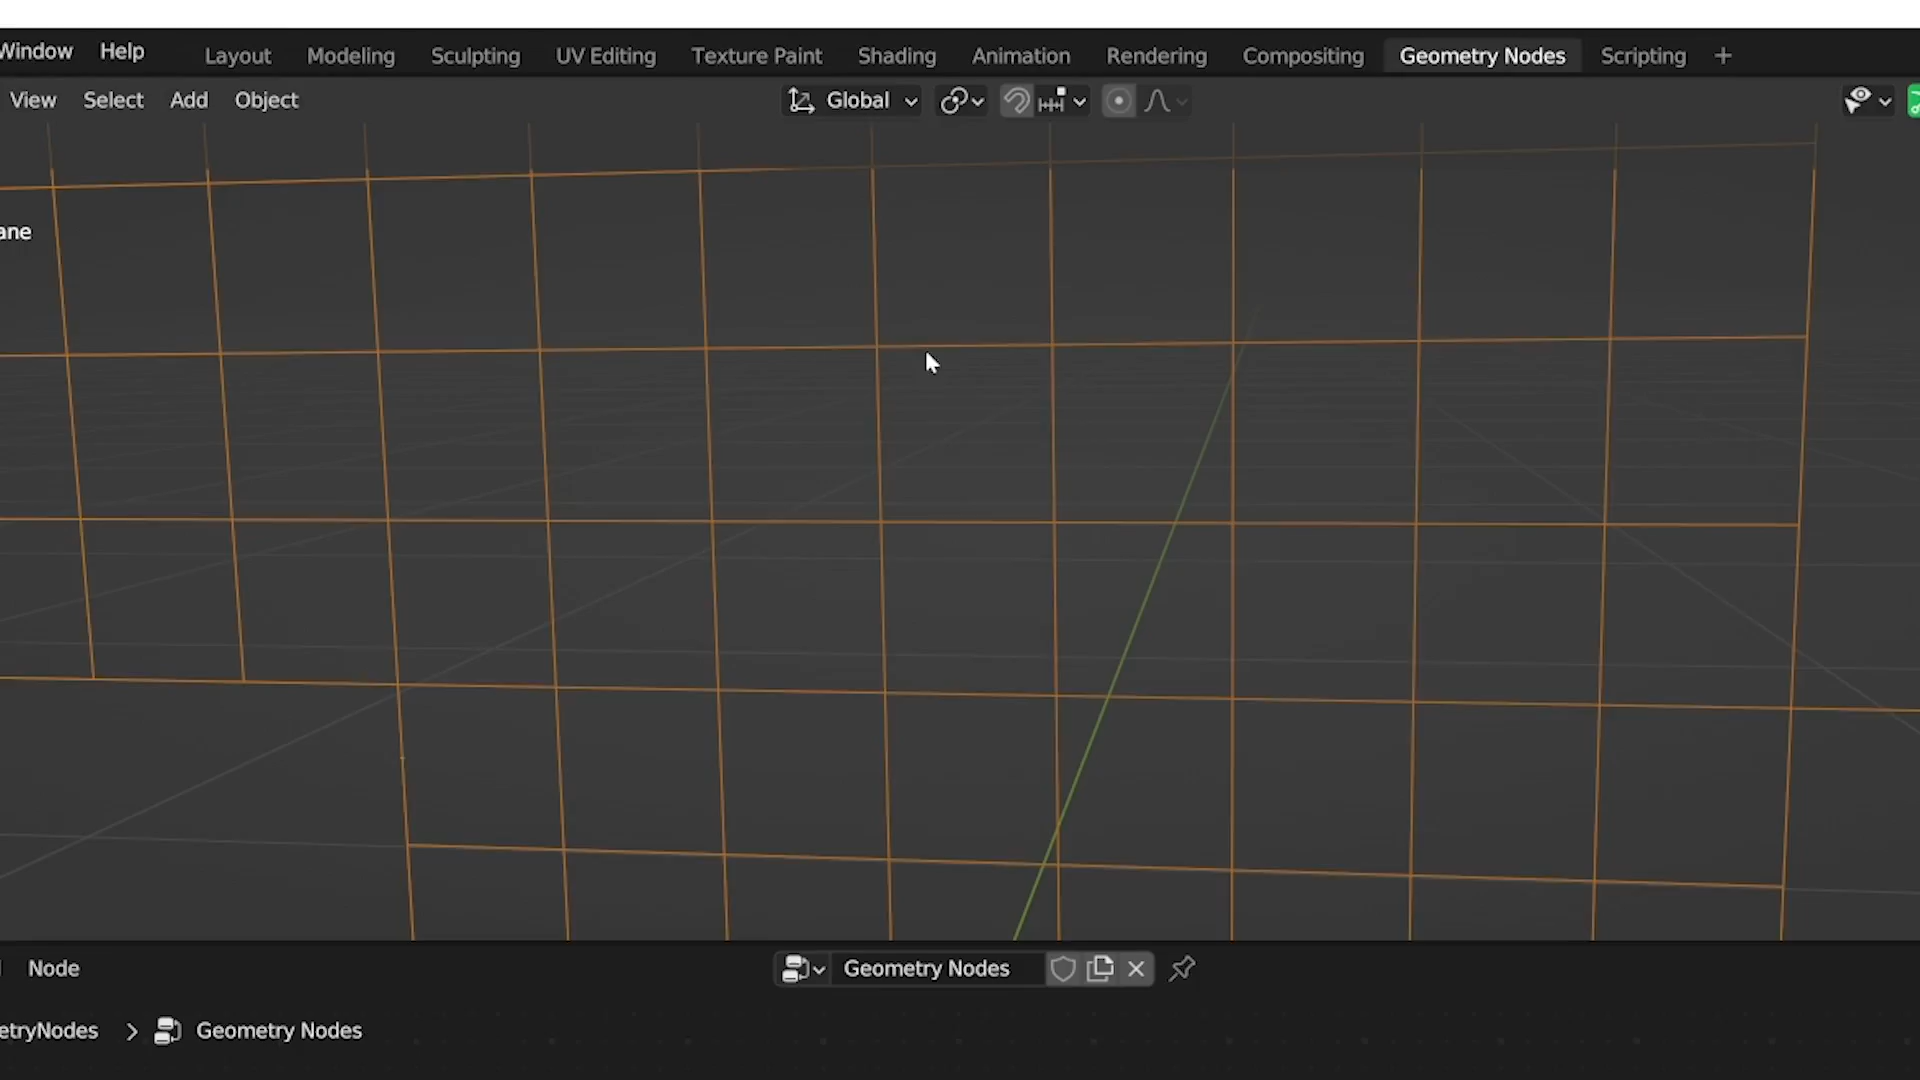 Window Help Layout Modeling Sculpting UV Editing Texture Paint Shading Animation Rendering Compositing Geometry Nodes Scripting +
View Select Add Object Global
ane
Node Geometry Nodes
etryNodes > Geometry Nodes